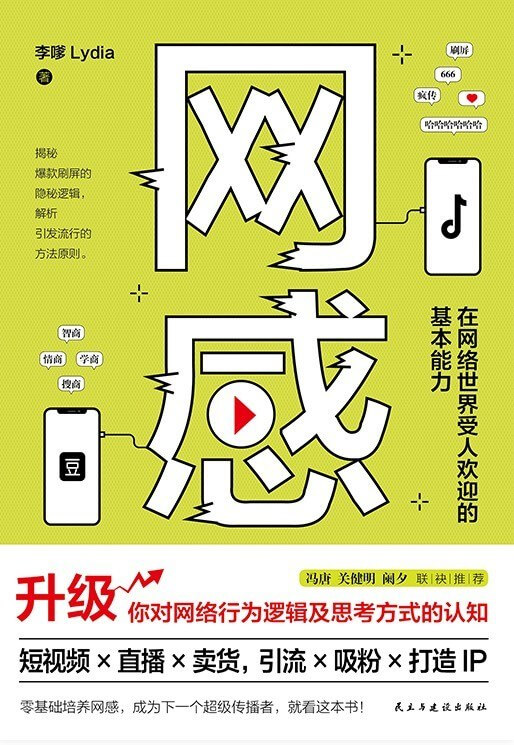 李嗲 Lydia
著
刷屏
666
疯传
哈哈哈哈哈哈
揭秘
爆款刷屏的
隐秘逻辑，
解析
引发流行的
方法原则。
网
感
在网络世界受人欢迎的
基本能力
智商
情商
学商
搜商
豆
冯唐 关健明 阑夕 联袂推荐
升级
你对网络行为逻辑及思考方式的认知
短视频×直播×卖货，引流×吸粉×打造IP
零基础培养网感，成为下一个超级传播者，就看这本书！
民主与建设出版社